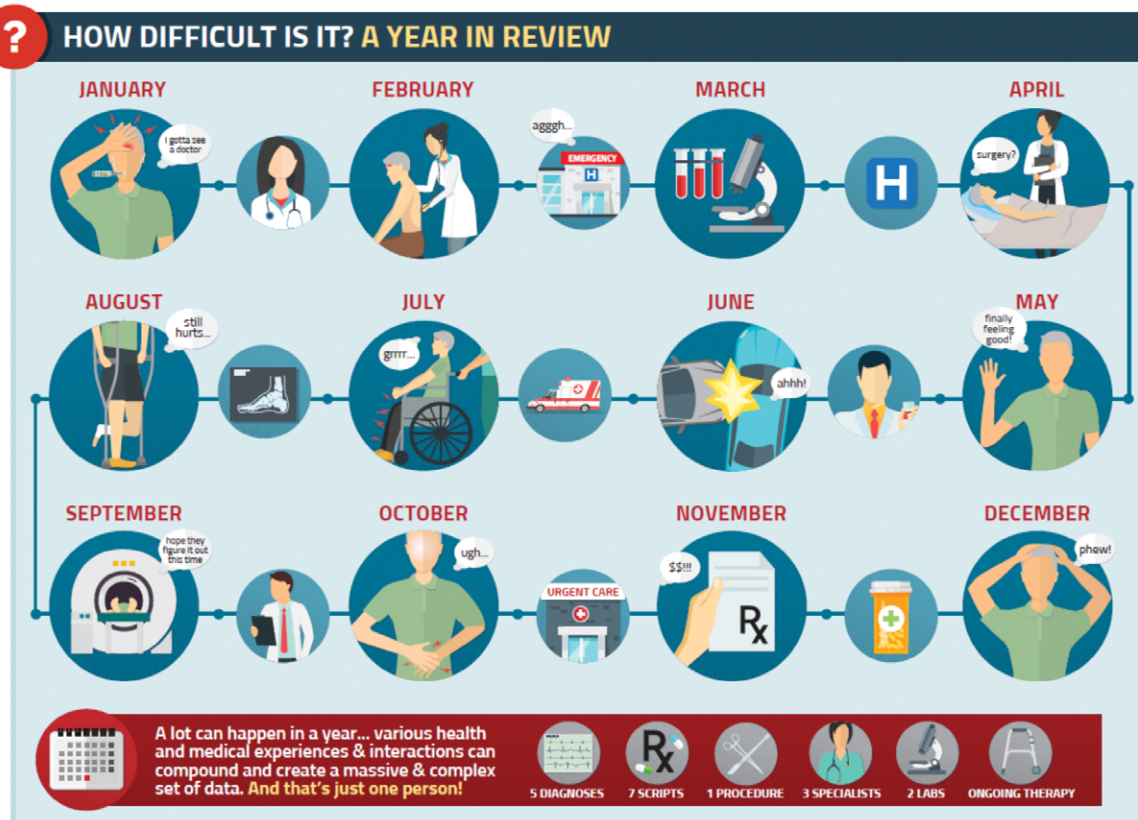 ?
HOW DIFFICULT IS IT? A YEAR IN REVIEW
JANUARY
FEBRUARY
MARCH
APRIL
I gotta see
a doctor
agggh...
EMERGENCY
H
H
surgery?
AUGUST
JULY
JUNE
MAY
still
hurts...
grrrr...
ahhh!
finally
feeling
good!
SEPTEMBER
OCTOBER
NOVEMBER
DECEMBER
hope they
figure it out
this time
ugh...
URGENT CARE
$$!!!
Rx
phew!
A lot can happen in a year... various health
and medical experiences & interactions can
compound and create a massive & complex
set of data. And that's just one person!
Rx
5 DIAGNOSES
7 SCRIPTS
1 PROCEDURE
3 SPECIALISTS
2 LABS
ONGOING THERAPY